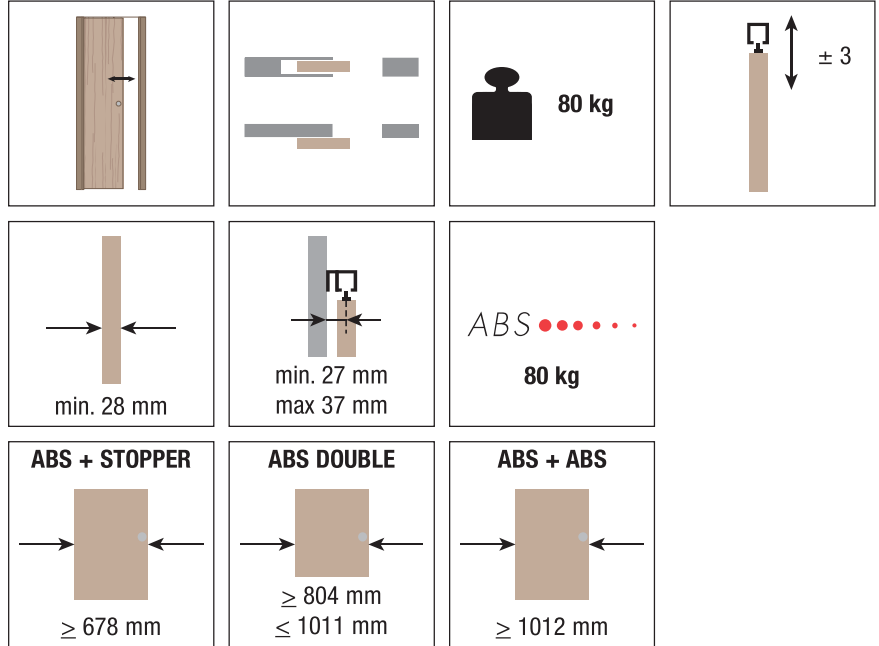 80 kg
± 3
min. 28 mm
min. 27 mm
max 37 mm
ABS
80 kg
ABS + STOPPER
≥ 678 mm
ABS DOUBLE
≥ 804 mm
≤ 1011 mm
ABS + ABS
≥ 1012 mm